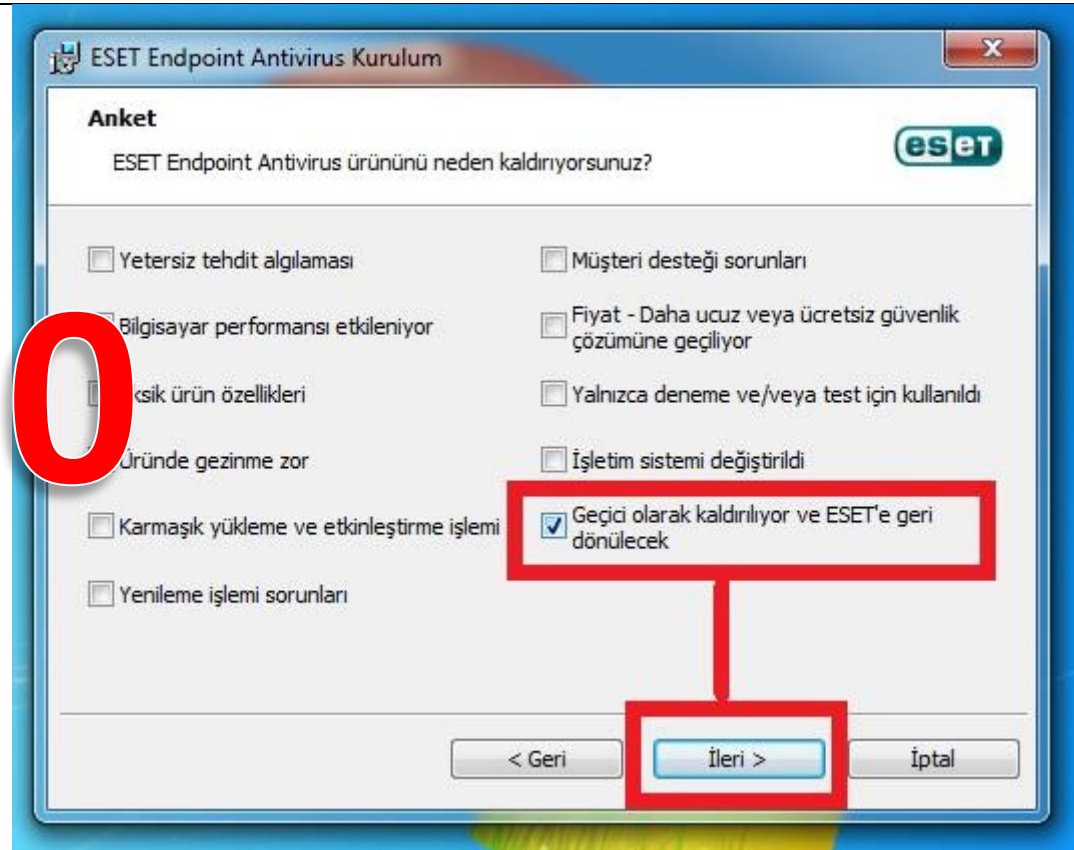 ESET Endpoint Antivirus Kurulum
Anket
ESET Endpoint Antivirus ürününü neden kaldırıyorsunuz?
eset
Yetersiz tehdit algılaması
Müşteri desteği sorunları
Bilgisayar performansı etkileniyor
Fiyat - Daha ucuz veya ücretsiz güvenlik
çözümüne geçiliyor
0
ürün özellikleri
Yalnızca deneme ve/veya test için kullanıldı
Üründe gezinme zor
İşletim sistemi değiştirildi
Karmaşık yükleme ve etkinleştirme işlemi
Geçici olarak kaldırılıyor ve ESET'e geri
dönülecek
Yenileme işlemi sorunları
< Geri
İleri >
İptal